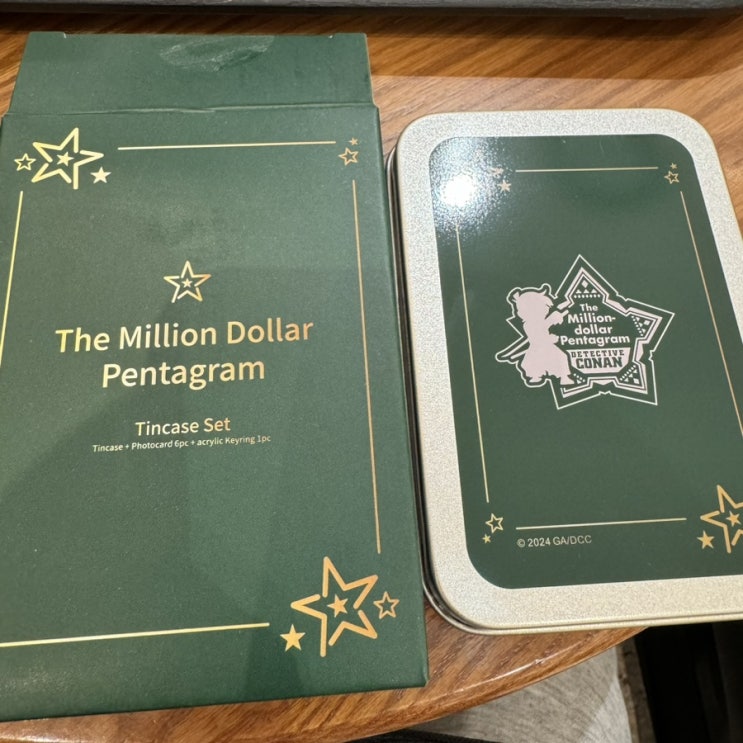 The Million Dollar
Pentagram
Tincase Set
Tincase + Photocard 6pc + acrylic Keyring 1pc
The
Million-
dollar
Pentagram
DETECTIVE
CONAN
© 2024 GA/DCC